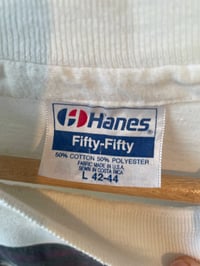 Hanes
Fifty-Fifty
50% COTTON 50% POLYESTER
FABRIC MADE IN U.S.A.
SEWN IN COSTA RICA
L 42-44